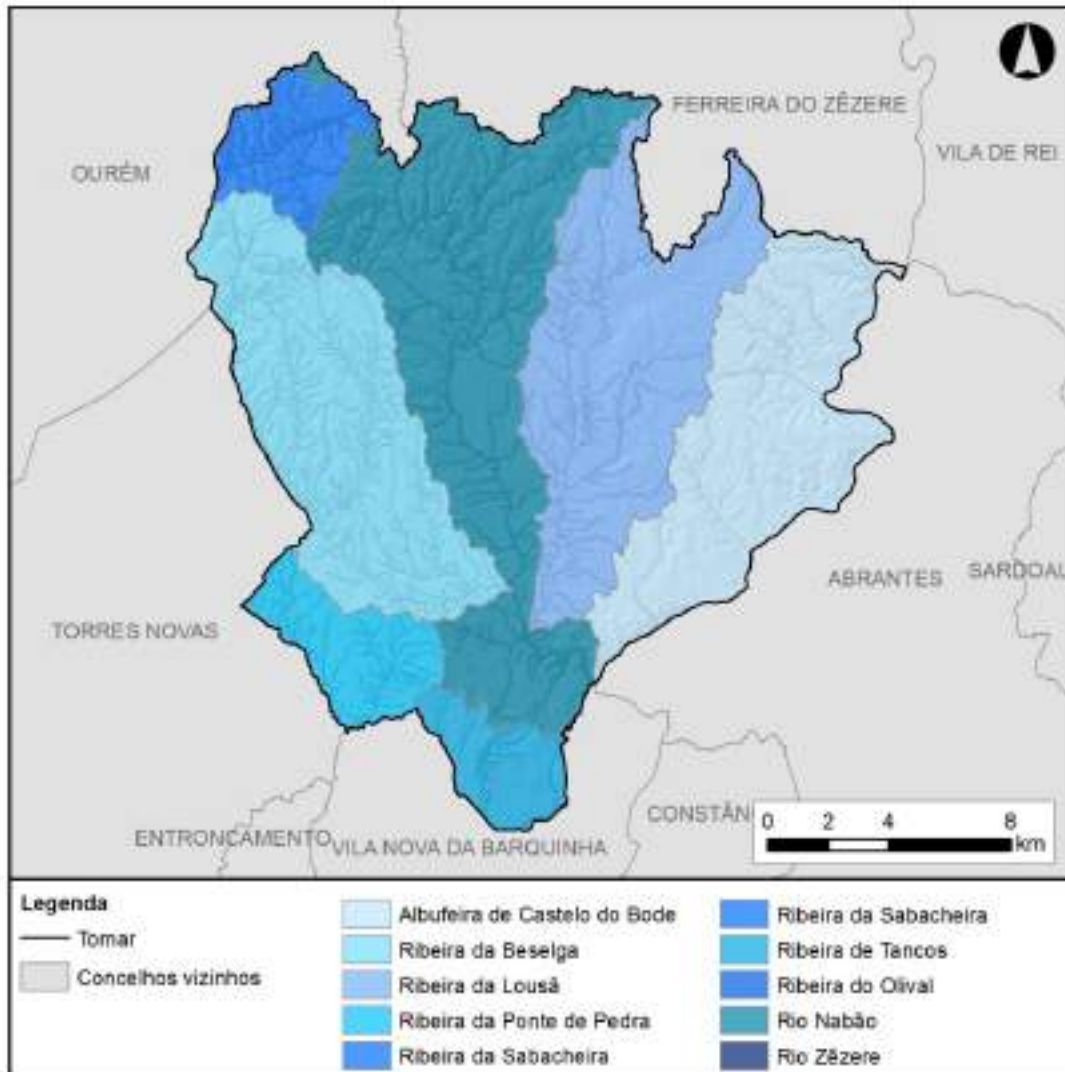 FERREIRA DO ZÊZERE
VILA DE REI
OURÉM
ABRANTES
SARDOAL
TORRES NOVAS
CONSTÂN
ENTRONCAMENTO
VILA NOVA DA BARQUINHA
0 2 4 8
km
Legenda
Tomar
Concelhos vizinhos
Albufeira de Castelo do Bode
Ribeira da Beselga
Ribeira da Lousã
Ribeira da Ponte de Pedra
Ribeira da Sabacheira
Ribeira da Sabacheira
Ribeira de Tancos
Ribeira do Olival
Rio Nabão
Rio Zêzere